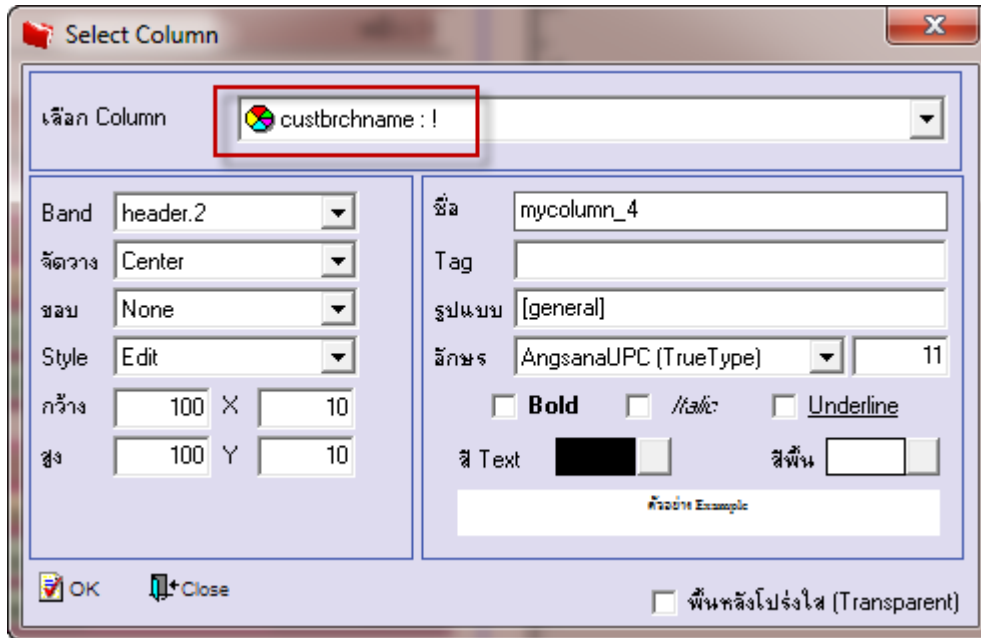 Select Column
เลือก Column custbrchname : !
Band header.2
จัดวาง Center
ขอบ None
Style Edit
กว้าง 100 X 10
สูง 100 Y 10
ชื่อ mycolumn_4
Tag
รูปแบบ [general]
อักษร AngsanaUPC (TrueType) 11
Bold Italic Underline
สี Text สีพื้น
ตัวอย่าง Example
OK Close
พื้นหลังโปร่งใส (Transparent)